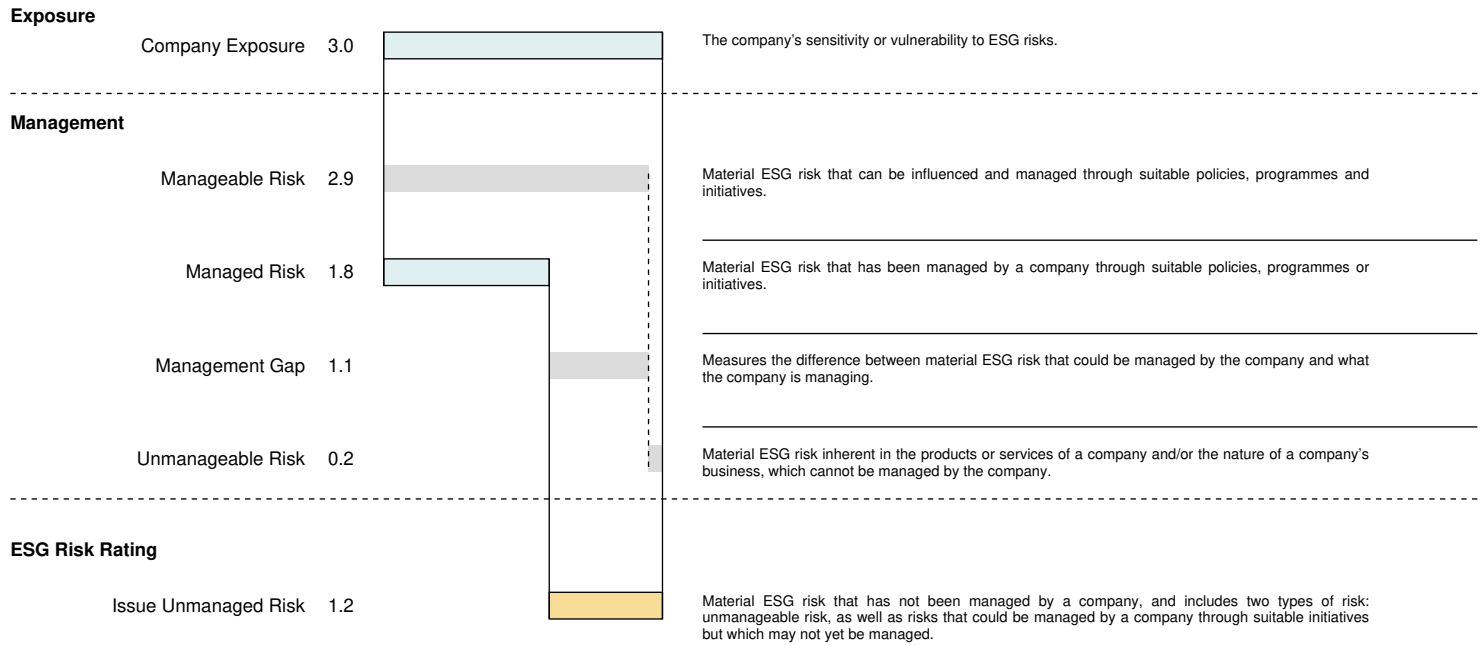 Exposure
Company Exposure 3.0
The company's sensitivity or vulnerability to ESG risks.
Management
Manageable Risk 2.9
Material ESG risk that can be influenced and managed through suitable policies, programmes and
initiatives.
Managed Risk 1.8
Material ESG risk that has been managed by a company through suitable policies, programmes or
initiatives.
Management Gap 1.1
Measures the difference between material ESG risk that could be managed by the company and what
the company is managing.
Unmanageable Risk 0.2
Material ESG risk inherent in the products or services of a company and/or the nature of a company's
business, which cannot be managed by the company.
ESG Risk Rating
Issue Unmanaged Risk 1.2
Material ESG risk that has not been managed by a company, and includes two types of risk:
unmanageable risk, as well as risks that could be managed by a company through suitable initiatives
but which may not yet be managed.